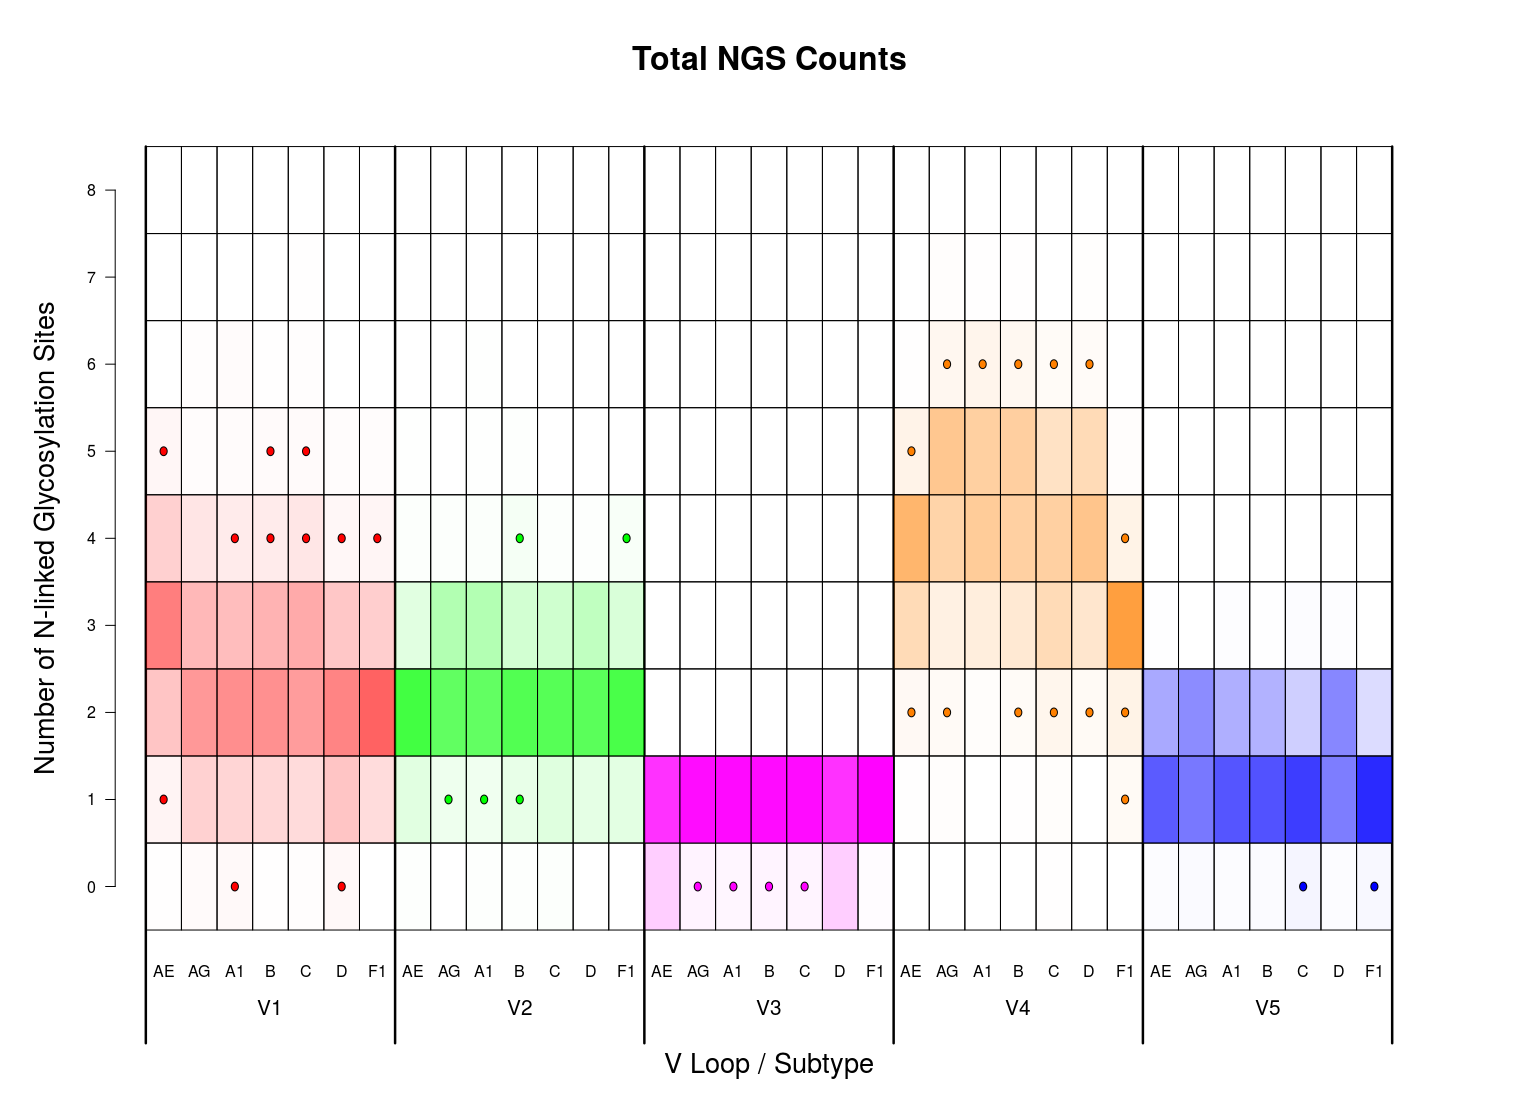 Total NGS Counts
8
7
6
5
4
3
2
1
0
Number of N-linked Glycosylation Sites
AE AG A1 B C D F1 AE AG A1 B C D F1 AE AG A1 B C D F1 AE AG A1 B C D F1 AE AG A1 B C D F1
V1 V2 V3 V4 V5
V Loop / Subtype